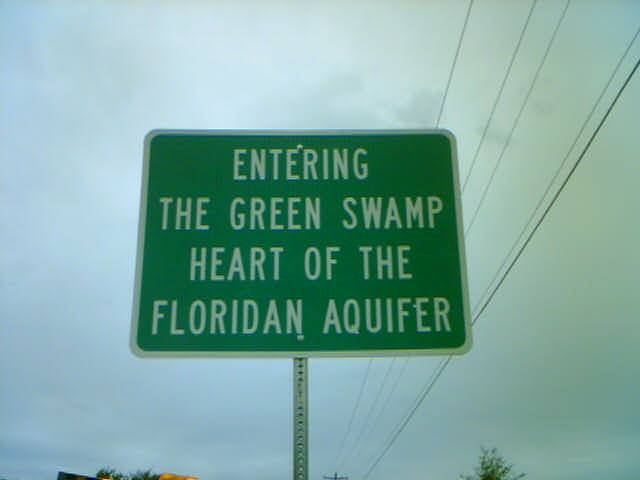 ENTERING
THE GREEN SWAMP
HEART OF THE
FLORIDAN AQUIFER